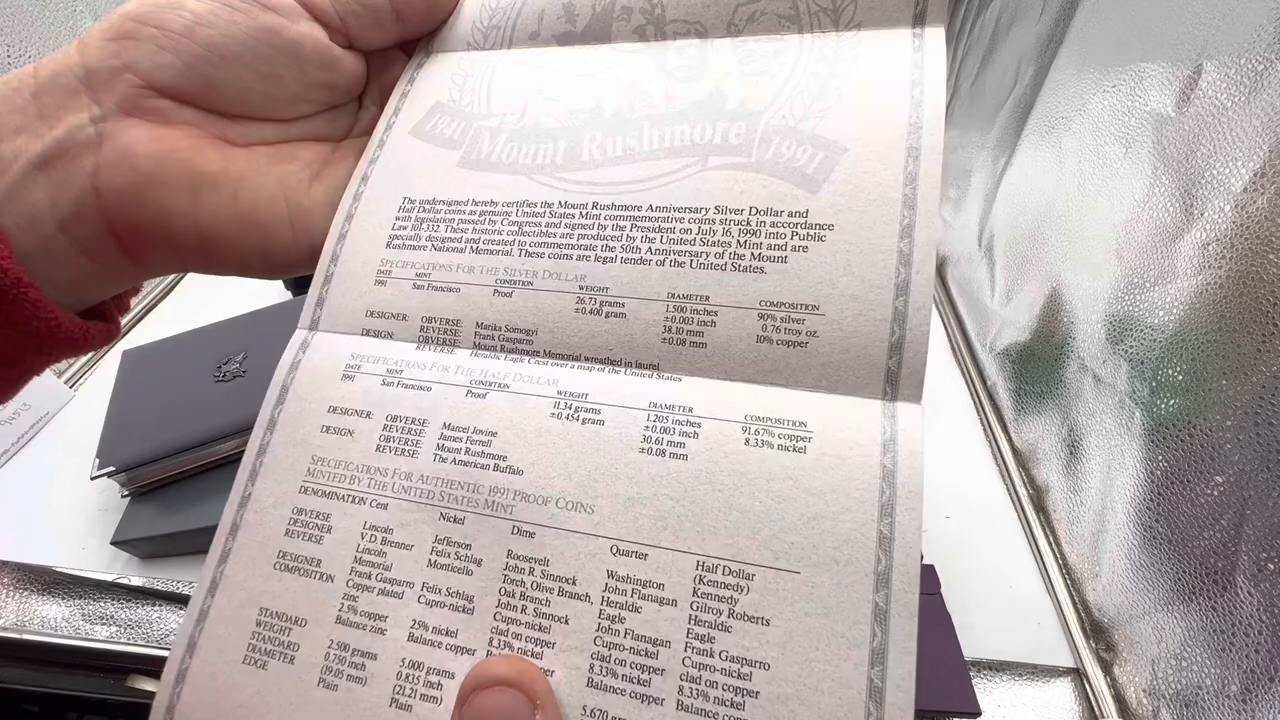 1941 Mount Rushmore 1991
The undersigned hereby certifies the Mount Rushmore Anniversary Silver Dollar and
Half Dollar coins as genuine United States Mint commemorative coins struck in accordance
with legislation passed by Congress and signed by the President on July 16, 1990 into Public
Law 101-332. These historic collectibles are produced by the United States Mint and are
specially designed and created to commemorate the 50th Anniversary of the Mount
Rushmore National Memorial. These coins are legal tender of the United States.
SPECIFICATIONS FOR THE SILVER DOLLAR
DATE MINT CONDITION WEIGHT DIAMETER COMPOSITION
1991 San Francisco Proof 26.73 grams 1.500 inches 90% silver
±0.400 gram ±0.003 inch 0.76 troy oz.
38.10 mm 10% copper
±0.08 mm
DESIGNER: OBVERSE: Marika Somogyi
REVERSE: Frank Gasparro
DESIGN: OBVERSE: Mount Rushmore Memorial wreathed in laurel
REVERSE: Heraldic Eagle Crest over a map of the United States
SPECIFICATIONS FOR THE HALF DOLLAR
DATE MINT CONDITION WEIGHT DIAMETER COMPOSITION
1991 San Francisco Proof 11.34 grams 1.205 inches 91.67% copper
±0.454 gram ±0.003 inch 8.33% nickel
30.61 mm
±0.08 mm
DESIGNER: OBVERSE: Marcel Jovine
REVERSE: James Ferrell
DESIGN: OBVERSE: Mount Rushmore
REVERSE: The American Buffalo
SPECIFICATIONS FOR AUTHENTIC 1991 PROOF COINS
MINTED BY THE UNITED STATES MINT
DENOMINATION Cent Nickel Dime Quarter Half Dollar
(Kennedy)
OBVERSE Lincoln Jefferson Roosevelt Washington Kennedy
DESIGNER V.D. Brenner Felix Schlag John R. Sinnock John Flanagan Gilroy Roberts
REVERSE Lincoln Monticello Torch, Olive Branch, Heraldic Heraldic
Memorial Oak Branch Eagle Eagle
DESIGNER Frank Gasparro Felix Schlag John R. Sinnock John Flanagan Frank Gasparro
COMPOSITION Copper plated Cupro-nickel Cupro-nickel Cupro-nickel Cupro-nickel
zinc clad on copper clad on copper clad on copper
2.5% copper 25% nickel 8.33% nickel 8.33% nickel 8.33% nickel
Balance zinc Balance copper Balance copper
STANDARD
WEIGHT 2.500 grams 5.000 grams
STANDARD
DIAMETER 0.750 inch 0.835 inch
(19.05 mm) (21.21 mm)
EDGE Plain Plain